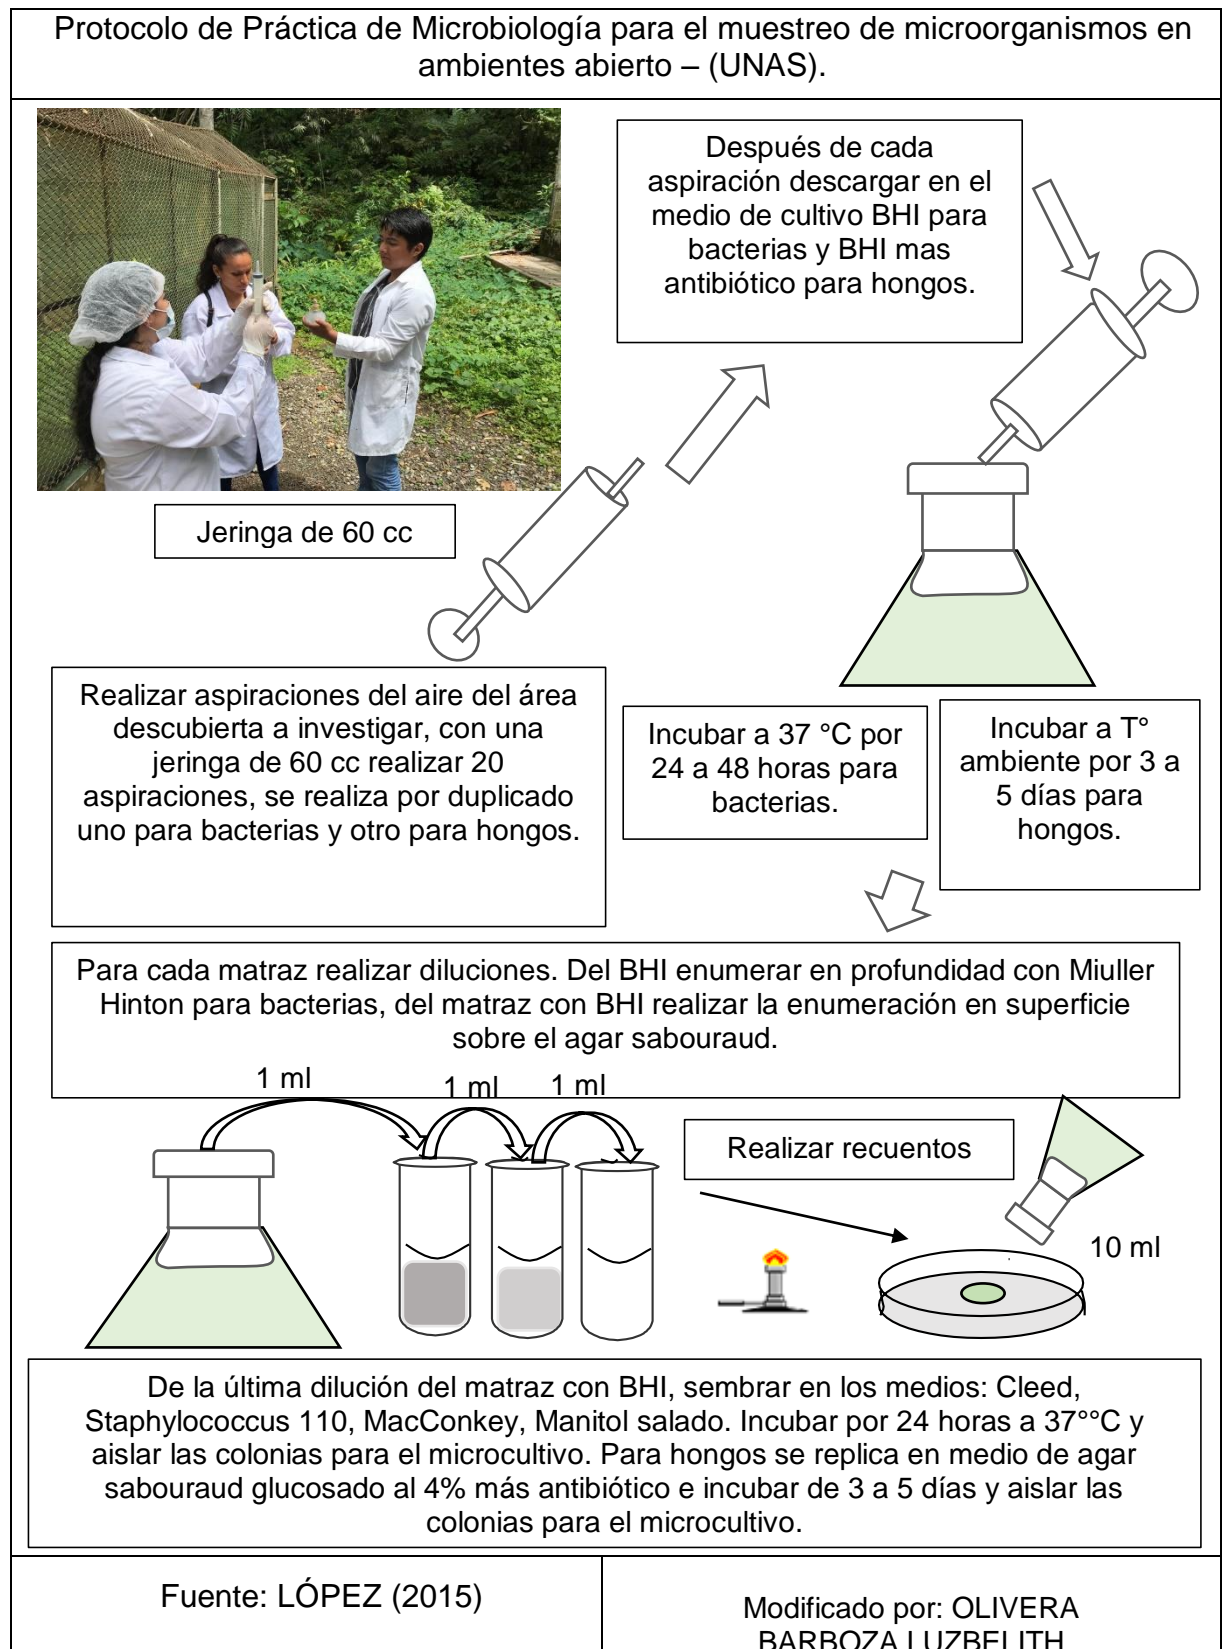 Protocolo de Práctica de Microbiología para el muestreo de microorganismos en
ambientes abierto – (UNAS).
Después de cada
aspiración descargar en el
medio de cultivo BHI para
bacterias y BHI mas
antibiótico para hongos.
Jeringa de 60 cc
Realizar aspiraciones del aire del área
descubierta a investigar, con una
jeringa de 60 cc realizar 20
aspiraciones, se realiza por duplicado
uno para bacterias y otro para hongos.
Incubar a 37 °C por
24 a 48 horas para
bacterias.
Incubar a T°
ambiente por 3 a
5 días para
hongos.
Para cada matraz realizar diluciones. Del BHI enumerar en profundidad con Miuller
Hinton para bacterias, del matraz con BHI realizar la enumeración en superficie
sobre el agar sabouraud.
1 ml
1 ml
1 ml
Realizar recuentos
10 ml
De la última dilución del matraz con BHI, sembrar en los medios: Cleed,
Staphylococcus 110, MacConkey, Manitol salado. Incubar por 24 horas a 37°°C y
aislar las colonias para el microcultivo. Para hongos se replica en medio de agar
sabouraud glucosado al 4% más antibiótico e incubar de 3 a 5 días y aislar las
colonias para el microcultivo.
Fuente: LÓPEZ (2015)
Modificado por: OLIVERA
BARBOZA LUZBELITH